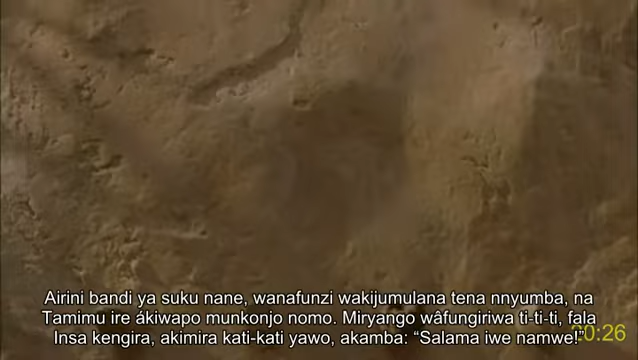 Airini bandi ya suku nane, wanafunzi wakijumulana tena nnyumba, na
Tamimu ire ákiwapo munkonjo nomo. Miryango wâfungiriwa ti-ti-ti, fala
Insa kengira, akimira kati-kati yawo, akamba: “Salama iwe namwe!”
20:26